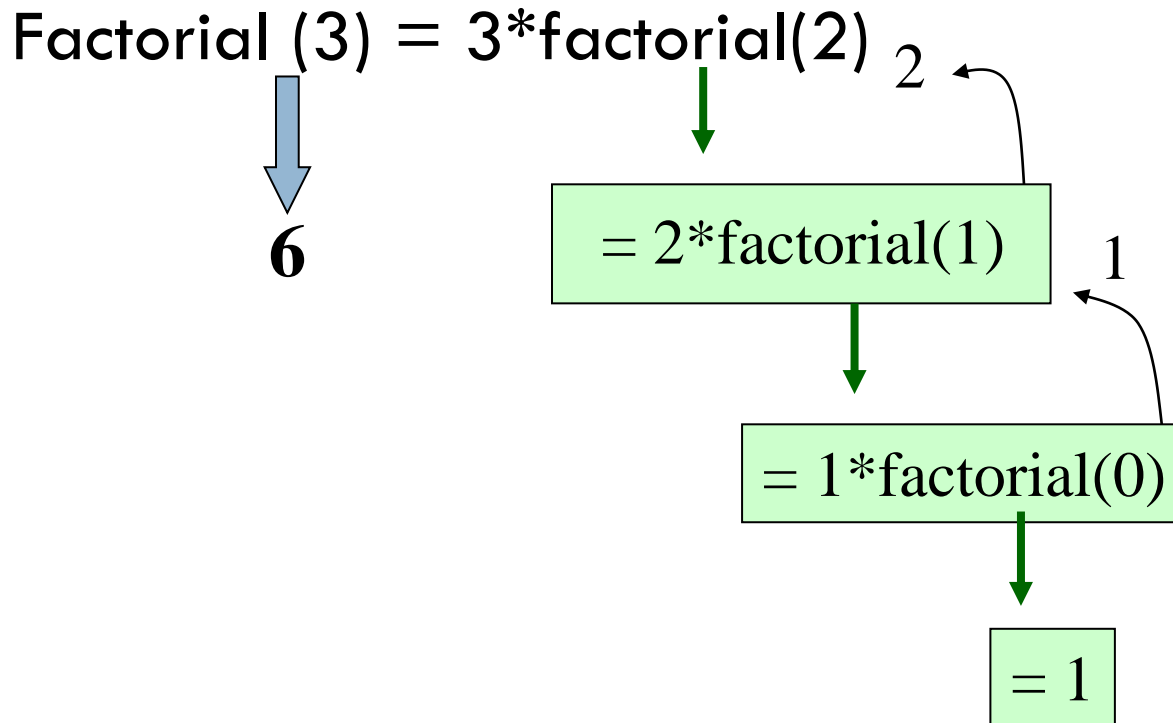 Factorial (3) = 3*factorial(2)
2
6
= 2*factorial(1)
1
= 1*factorial(0)
= 1